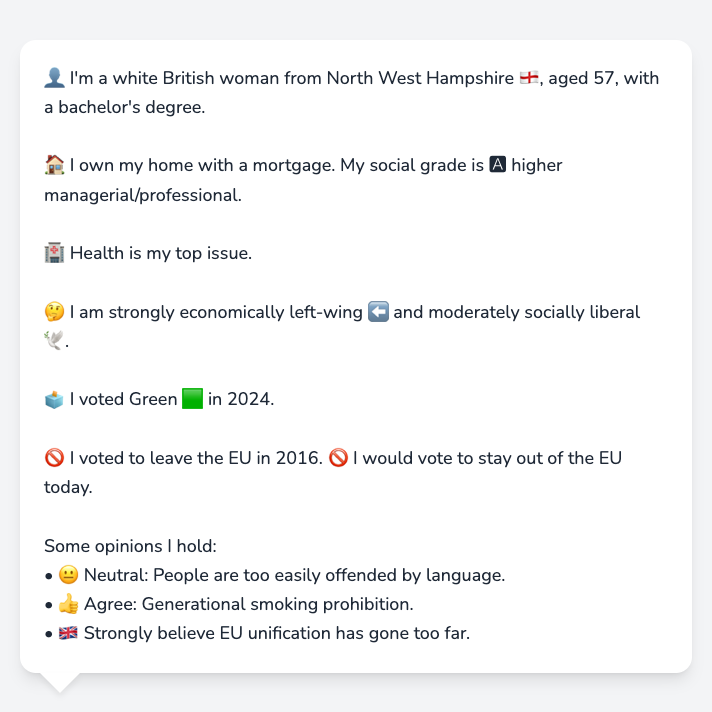 👤 I'm a white British woman from North West Hampshire 🏴󠁧󠁢󠁥󠁮󠁧󠁿, aged 57, with
a bachelor's degree.
🏠 I own my home with a mortgage. My social grade is 🅰 higher
managerial/professional.
🏥 Health is my top issue.
🤔 I am strongly economically left-wing ⬅️ and moderately socially liberal
🕊️.
🗳️ I voted Green 🟩 in 2024.
🚫 I voted to leave the EU in 2016. 🚫 I would vote to stay out of the EU
today.
Some opinions I hold:
• 😐 Neutral: People are too easily offended by language.
• 👍 Agree: Generational smoking prohibition.
• 🇬🇧 Strongly believe EU unification has gone too far.